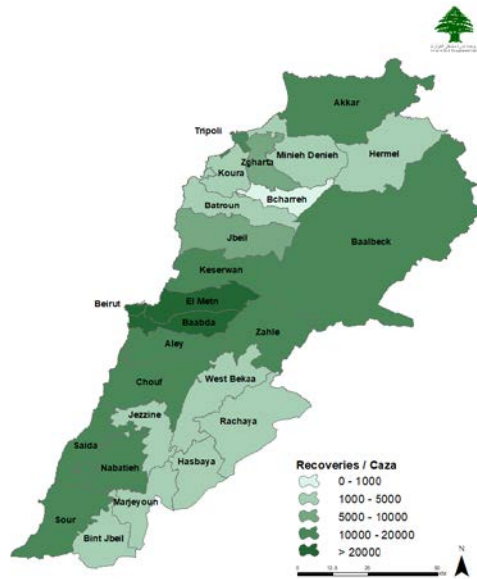 Akkar
Tripoli
Zgharta
Minieh Denieh
Hermel
Koura
Bcharreh
Batroun
Jbeil
Baalbeck
Keserwan
Beirut
El Metn
Baabda
Zahle
Aley
West Bekaa
Chouf
Jezzine
Rachaya
Saida
Hasbaya
Nabatieh
Marjeyoun
Sour
Bint Jbeil
Recoveries / Caza
0 - 1000
1000 - 5000
5000 - 10000
10000 - 20000
> 20000
N